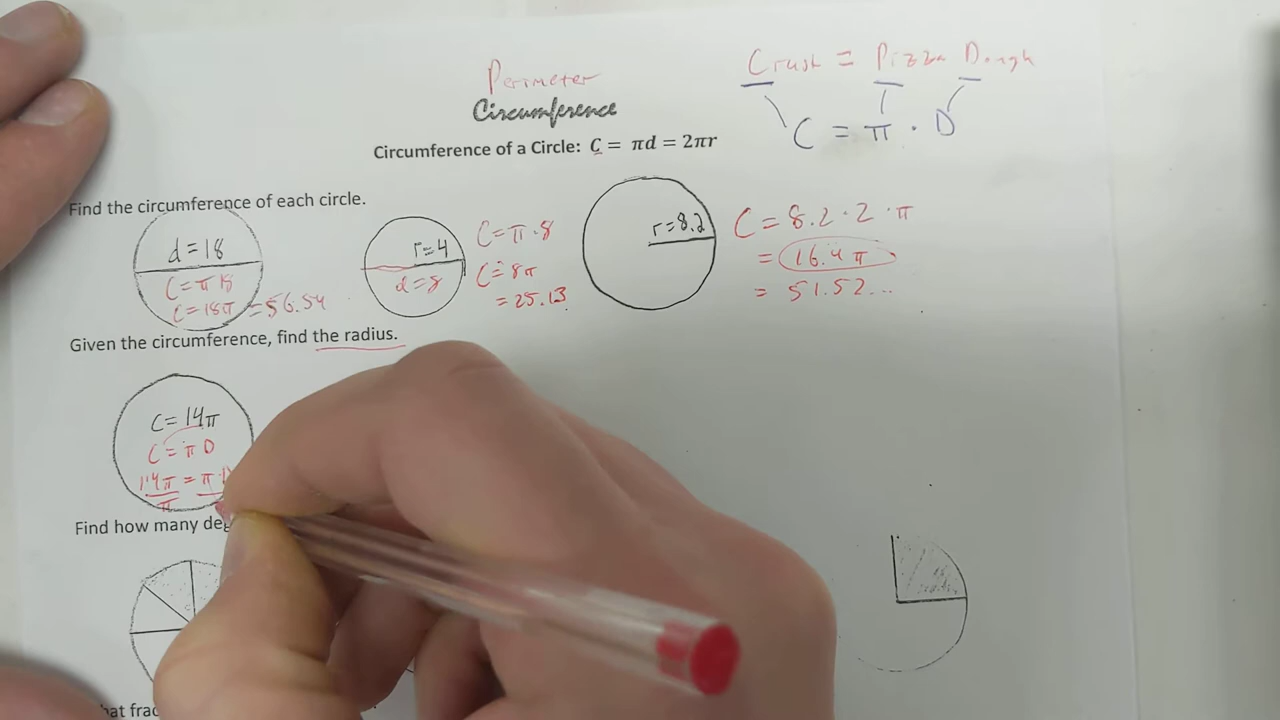 Perimeter
Circumference
Crust = Pizza Dough
C = π · D
Circumference of a Circle: C = πd = 2πr
Find the circumference of each circle.
d=18
C=π18
C=18π =56.54
r=4
d=8
C=π·8
C=8π
=25.13
r=8.2
C=8.2·2·π
= 16.4π
= 51.52...
Given the circumference, find the radius.
C=14π
C=πD
14π = π·
π
Find how many